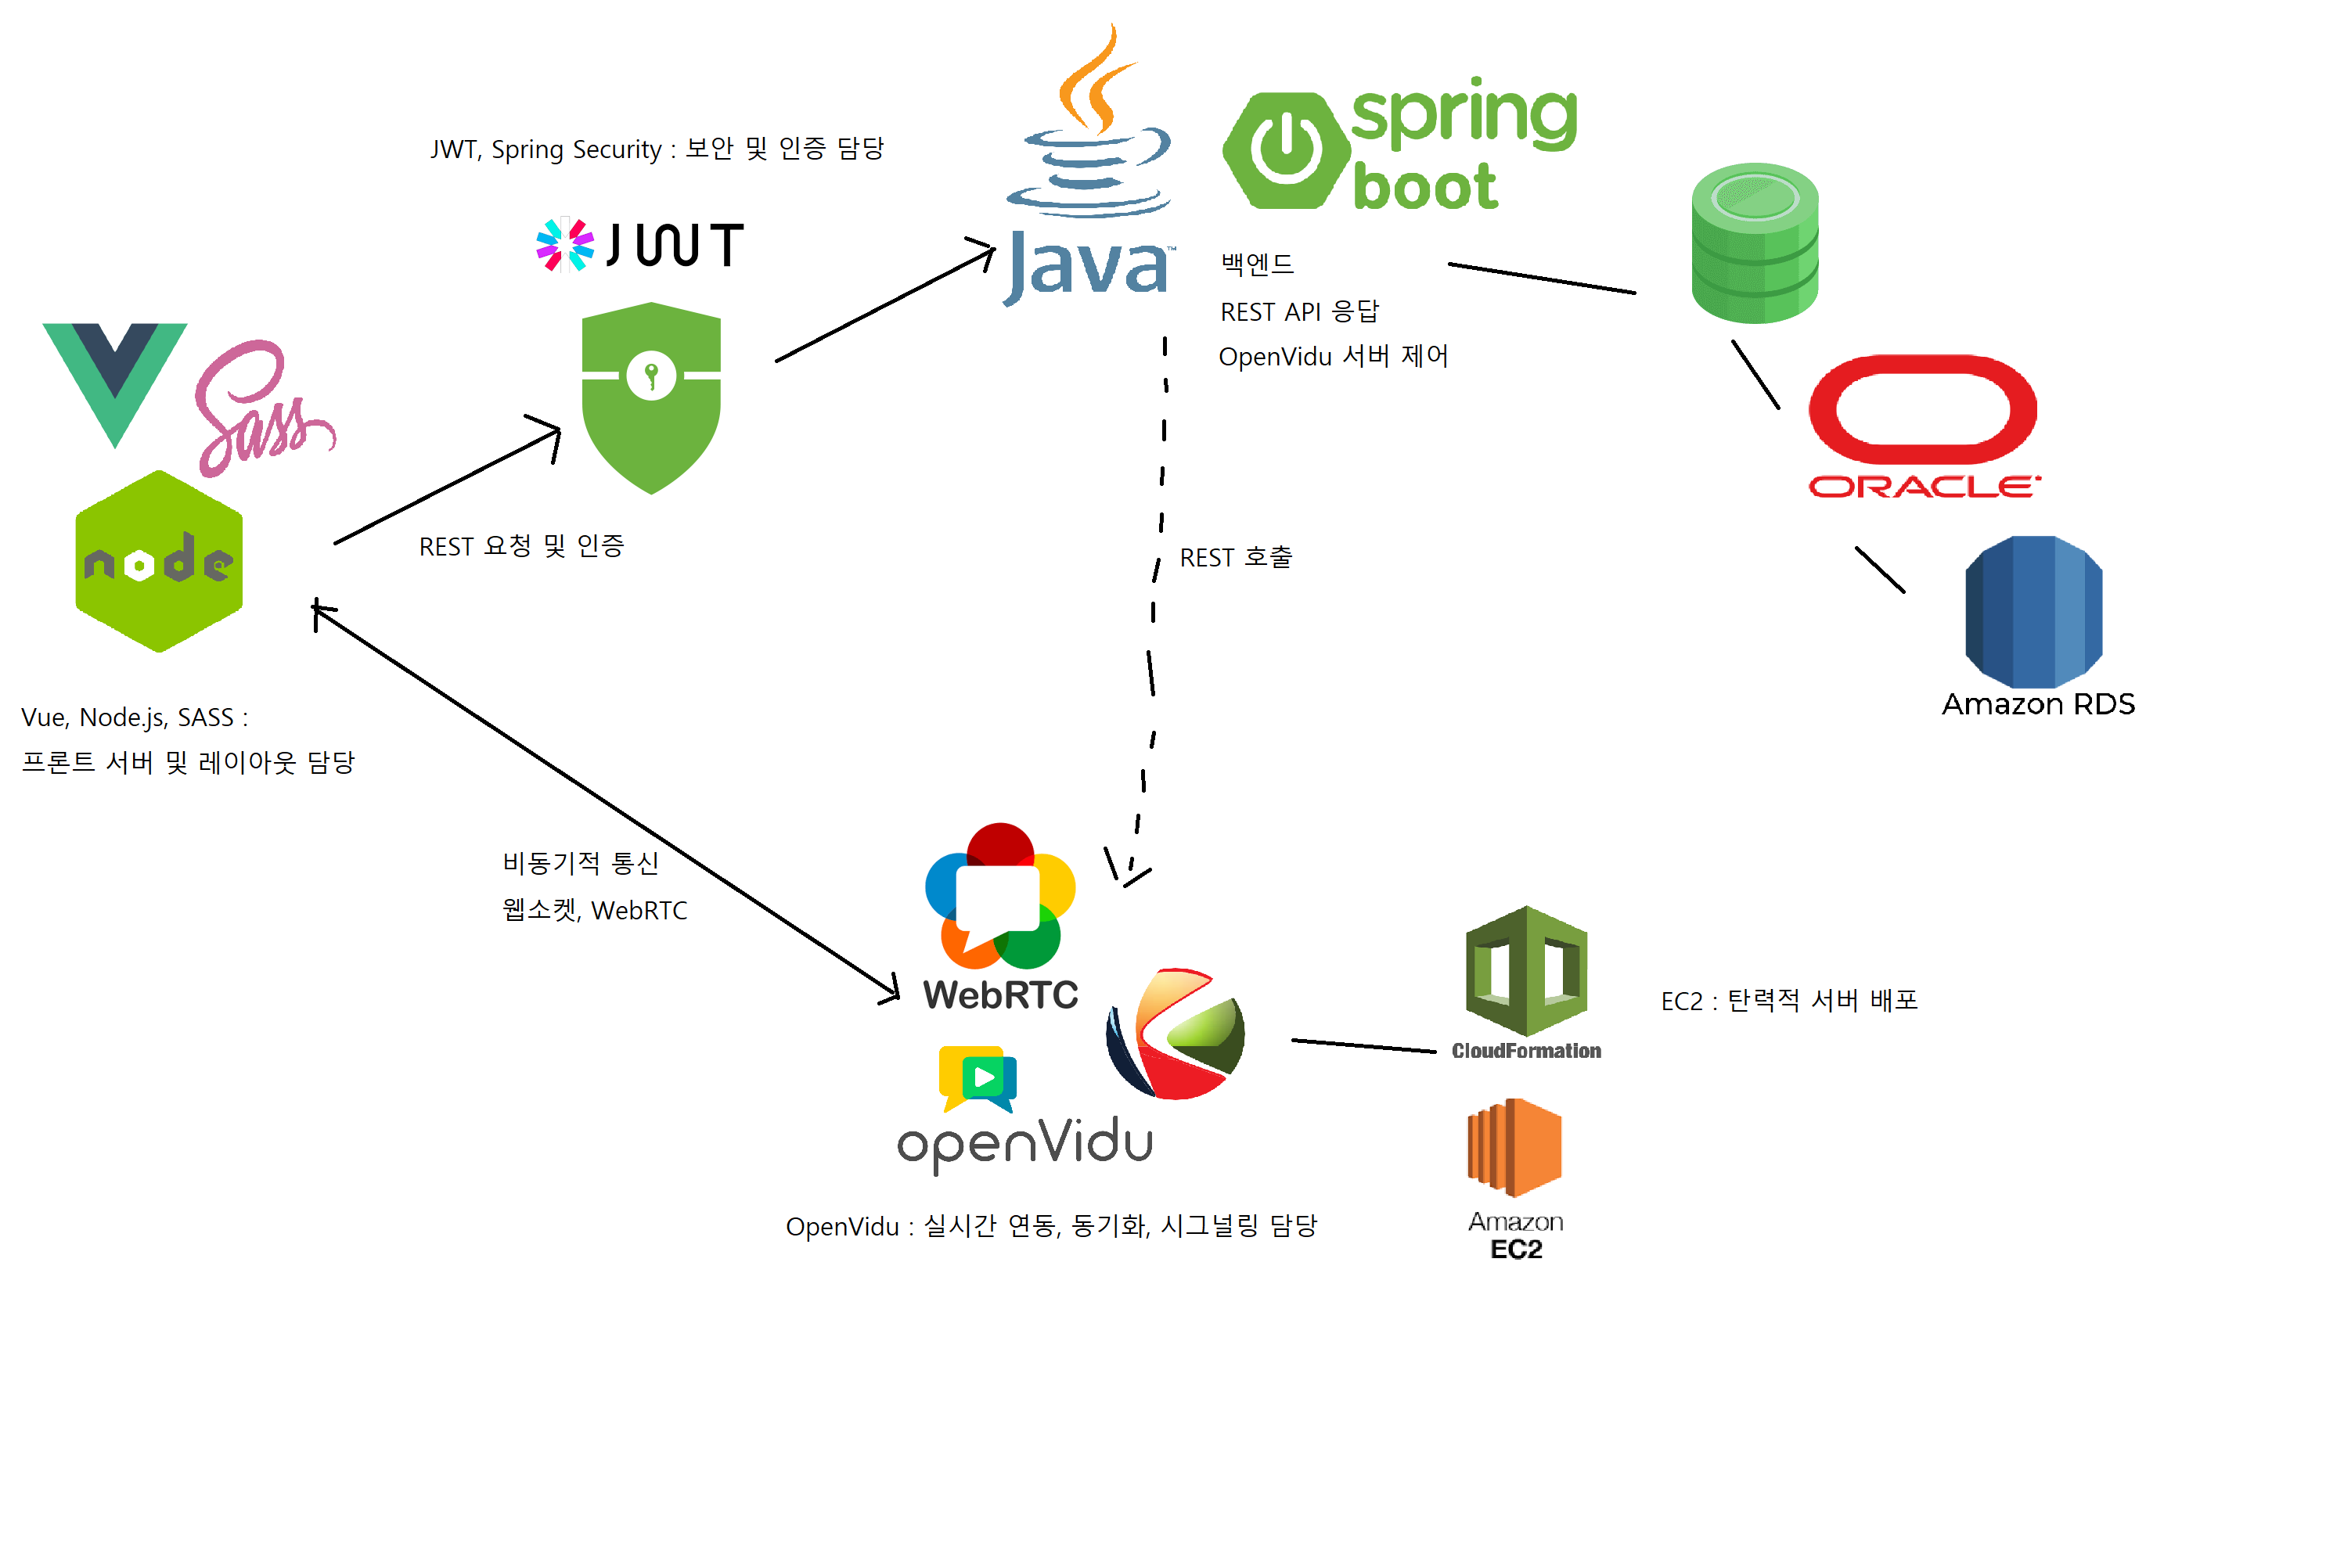 JWT, Spring Security : 보안 및 인증 담당
JWT
Java™
spring
boot
백엔드
REST API 응답
OpenVidu 서버 제어
Sass
node
REST 요청 및 인증
REST 호출
ORACLE
Amazon RDS
Vue, Node.js, SASS :
프론트 서버 및 레이아웃 담당
비동기적 통신
웹소켓, WebRTC
WebRTC
openVidu
OpenVidu : 실시간 연동, 동기화, 시그널링 담당
CloudFormation
EC2 : 탄력적 서버 배포
Amazon
EC2